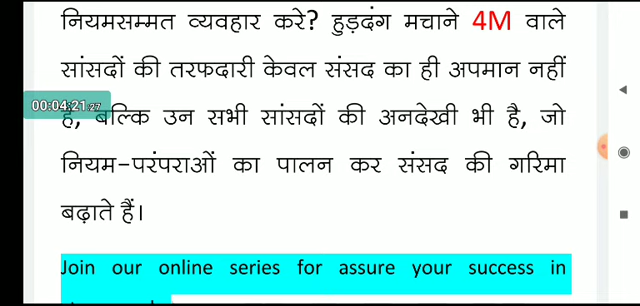 नियमसम्मत व्यवहार करे? हुड़दंग मचाने 4M वाले
सांसदों की तरफदारी केवल संसद का ही अपमान नहीं
00:04:21:27
है, बल्कि उन सभी सांसदों की अनदेखी भी है, जो
नियम-परंपराओं का पालन कर संसद की गरिमा
बढ़ाते हैं।
Join our online series for assure your success in